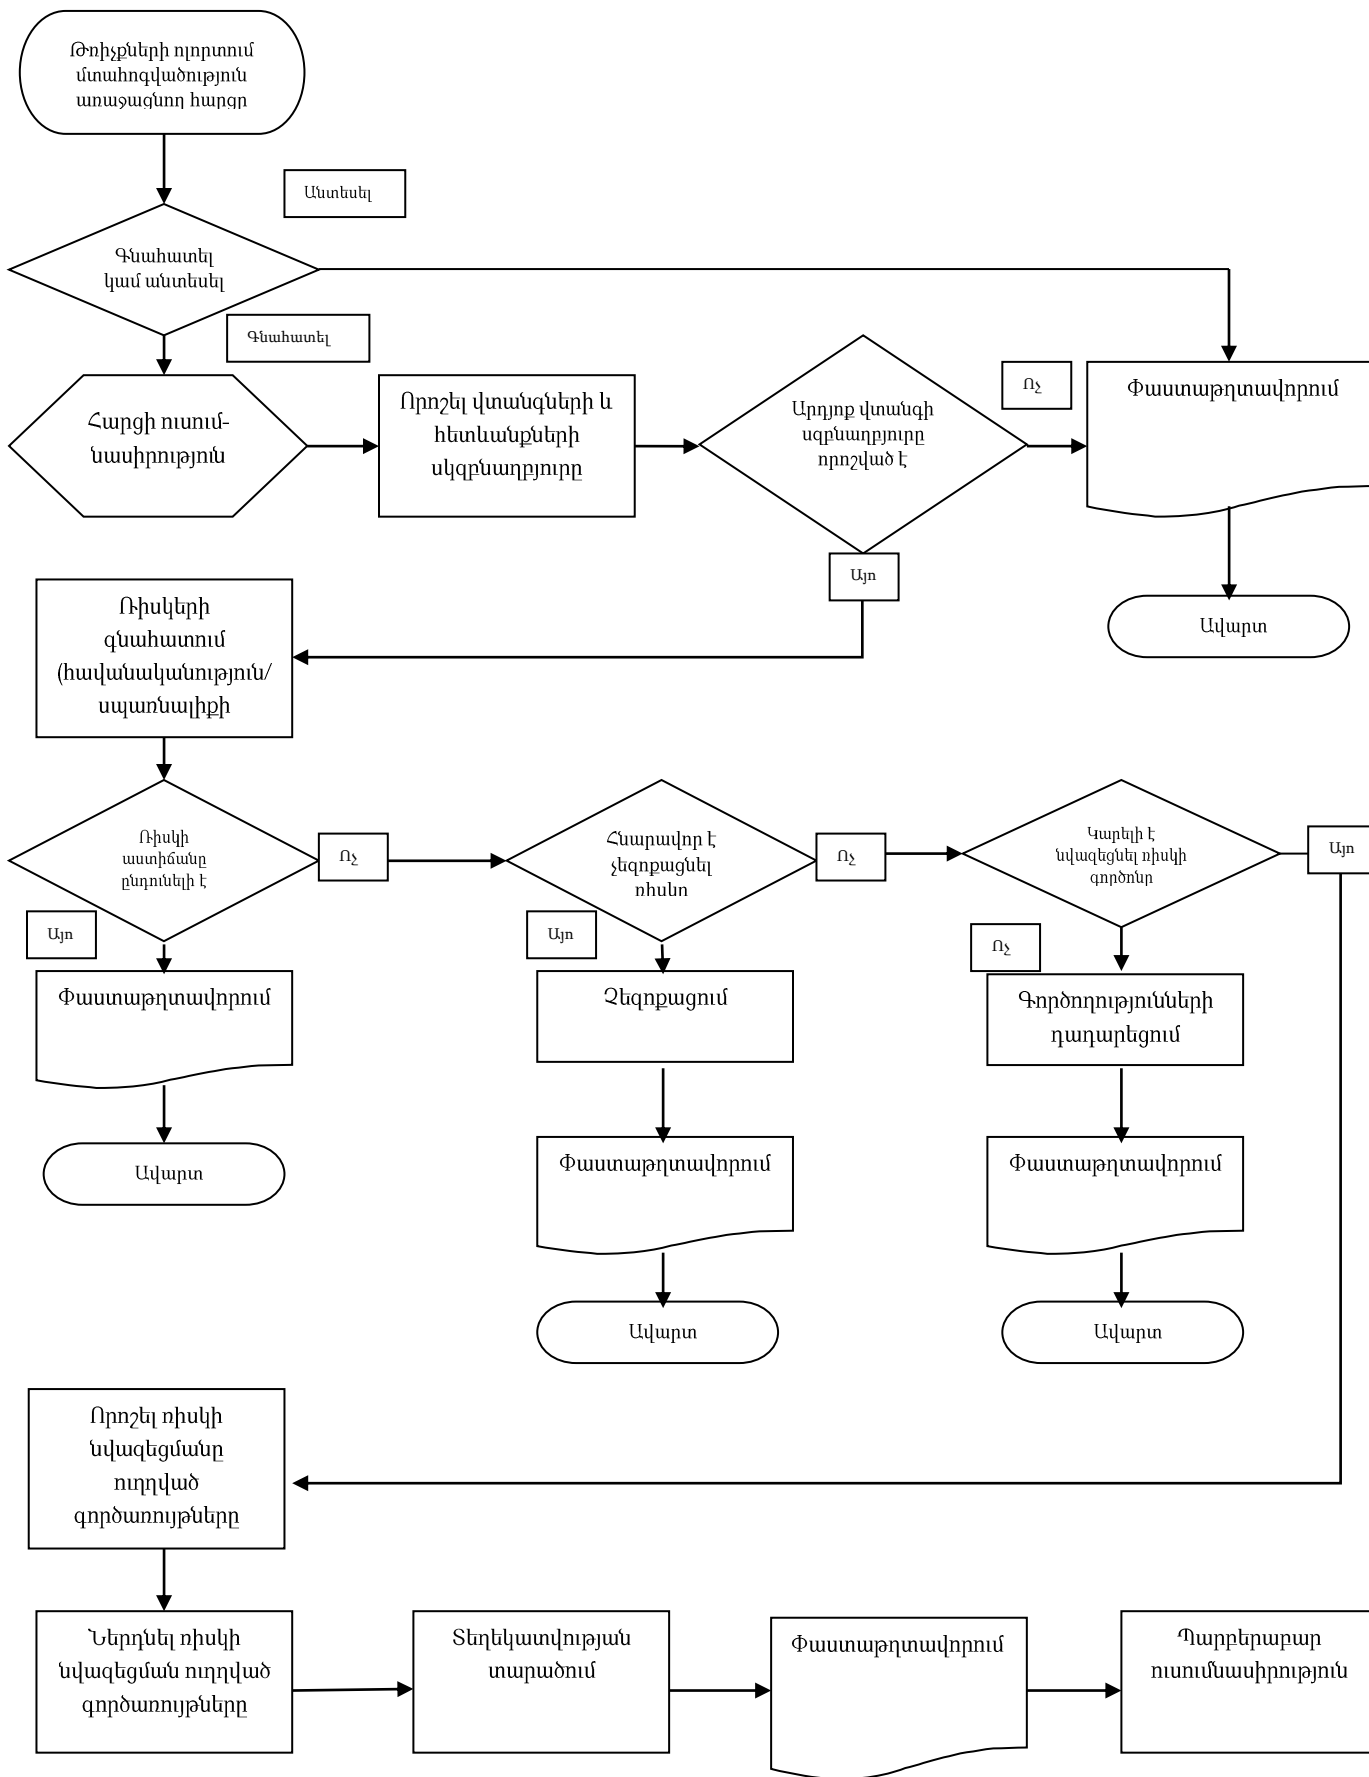 Թռիչքների ոլորտում
մտահոգվածություն
առաջացնող հարցը
Անտեսել
Գնահատել
կամ անտեսել
Գնահատել
Հարցի ուսում-
նասիրություն
Որոշել վտանգների և
հետևանքների
սկզբնաղբյուրը
Արդյոք վտանգի
սզբնաղբյուրը
որոշված է
Ոչ
Փաստաթղտավորում
Այո
Ավարտ
Ռիսկերի
գնահատում
(հավանականություն/
սպառնալիքի
Ռիսկի
աստիճանը
ընդունելի է
Ոչ
Հնարավոր է
չեզոքացնել
ռիսկը
Ոչ
Կարելի է
նվազեցնել ռիսկի
գործոնը
Այո
Այո
Այո
Ոչ
Փաստաթղտավորում
Չեզոքացում
Գործողությունների
դադարեցում
Ավարտ
Փաստաթղտավորում
Փաստաթղտավորում
Ավարտ
Ավարտ
Որոշել ռիսկի
նվազեցմանը
ուղղված
գործառույթները
Ներդնել ռիսկի
նվազեցման ուղղված
գործառույթները
Տեղեկատվության
տարածում
Փաստաթղտավորում
Պարբերաբար
ուսումնասիրություն